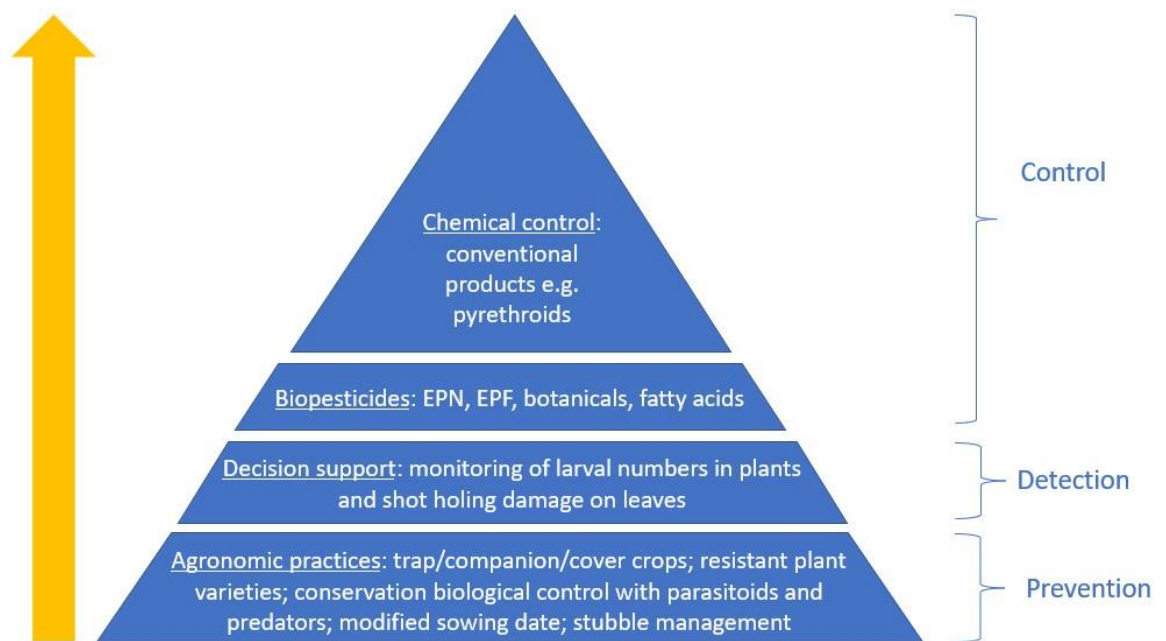 Chemical control:
conventional
products e.g.
pyrethroids
Control
Biopesticides: EPN, EPF, botanicals, fatty acids
Decision support: monitoring of larval numbers in plants
and shot holing damage on leaves
Detection
Agronomic practices: trap/companion/cover crops; resistant plant
varieties; conservation biological control with parasitoids and
predators; modified sowing date; stubble management
Prevention